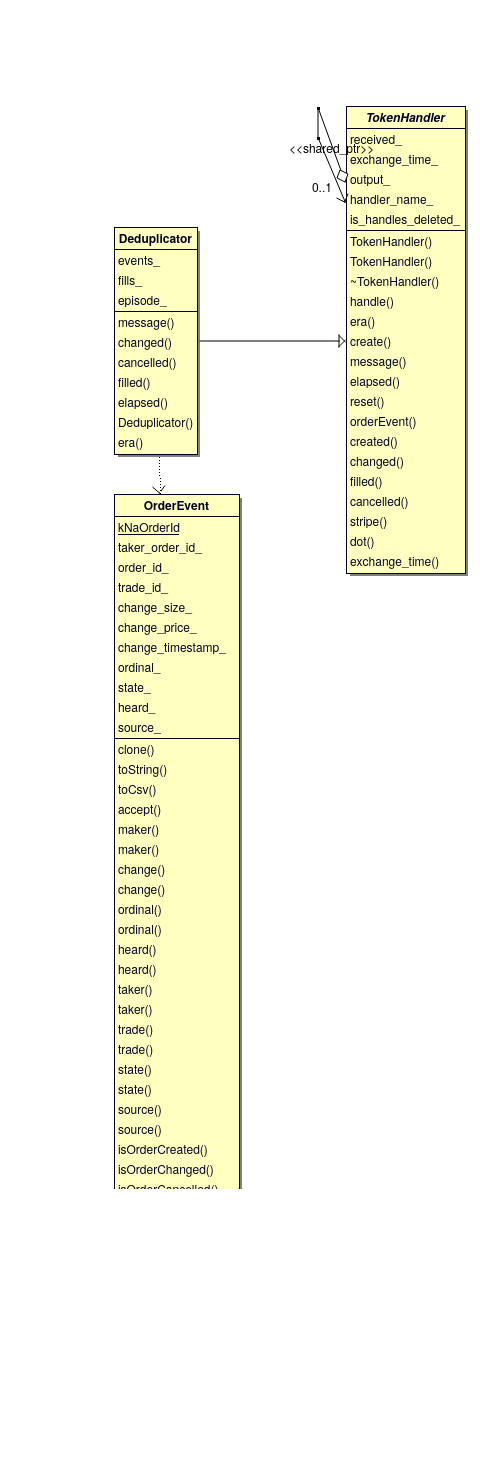 TokenHandler
received_
<<shared_ptr>>
exchange_time_
output_
0..1
handler_name_
is_handles_deleted_
TokenHandler()
TokenHandler()
~TokenHandler()
handle()
era()
create()
message()
elapsed()
reset()
orderEvent()
created()
changed()
filled()
cancelled()
stripe()
dot()
exchange_time()
Deduplicator
events_
fills_
episode_
message()
changed()
cancelled()
filled()
elapsed()
Deduplicator()
era()
OrderEvent
kNaOrderId
taker_order_id_
order_id_
trade_id_
change_size_
change_price_
change_timestamp_
ordinal_
state_
heard_
source_
clone()
toString()
toCsv()
accept()
maker()
maker()
change()
change()
ordinal()
ordinal()
heard()
heard()
taker()
taker()
trade()
trade()
state()
state()
source()
source()
isOrderCreated()
isOrderChanged()
isOrderCancelled()